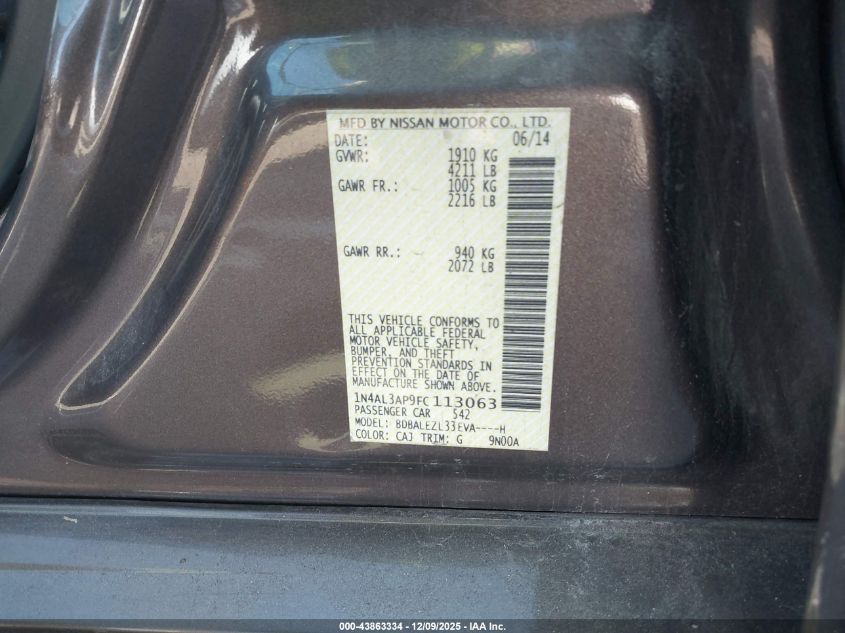 MFD BY NISSAN MOTOR CO., LTD.
DATE: 06/14
GVWR: 1910 KG
4211 LB
GAWR FR.: 1005 KG
2216 LB
GAWR RR.: 940 KG
2072 LB
THIS VEHICLE CONFORMS TO
ALL APPLICABLE FEDERAL
MOTOR VEHICLE SAFETY,
BUMPER, AND THEFT
PREVENTION STANDARDS IN
EFFECT ON THE DATE OF
MANUFACTURE SHOWN ABOVE.
1N4AL3AP9FC113063
PASSENGER CAR 542
MODEL: BDBALEZL33EVA----H
COLOR: CAJ TRIM: G 9N00A
000-43863334 - 12/09/2025 - IAA Inc.